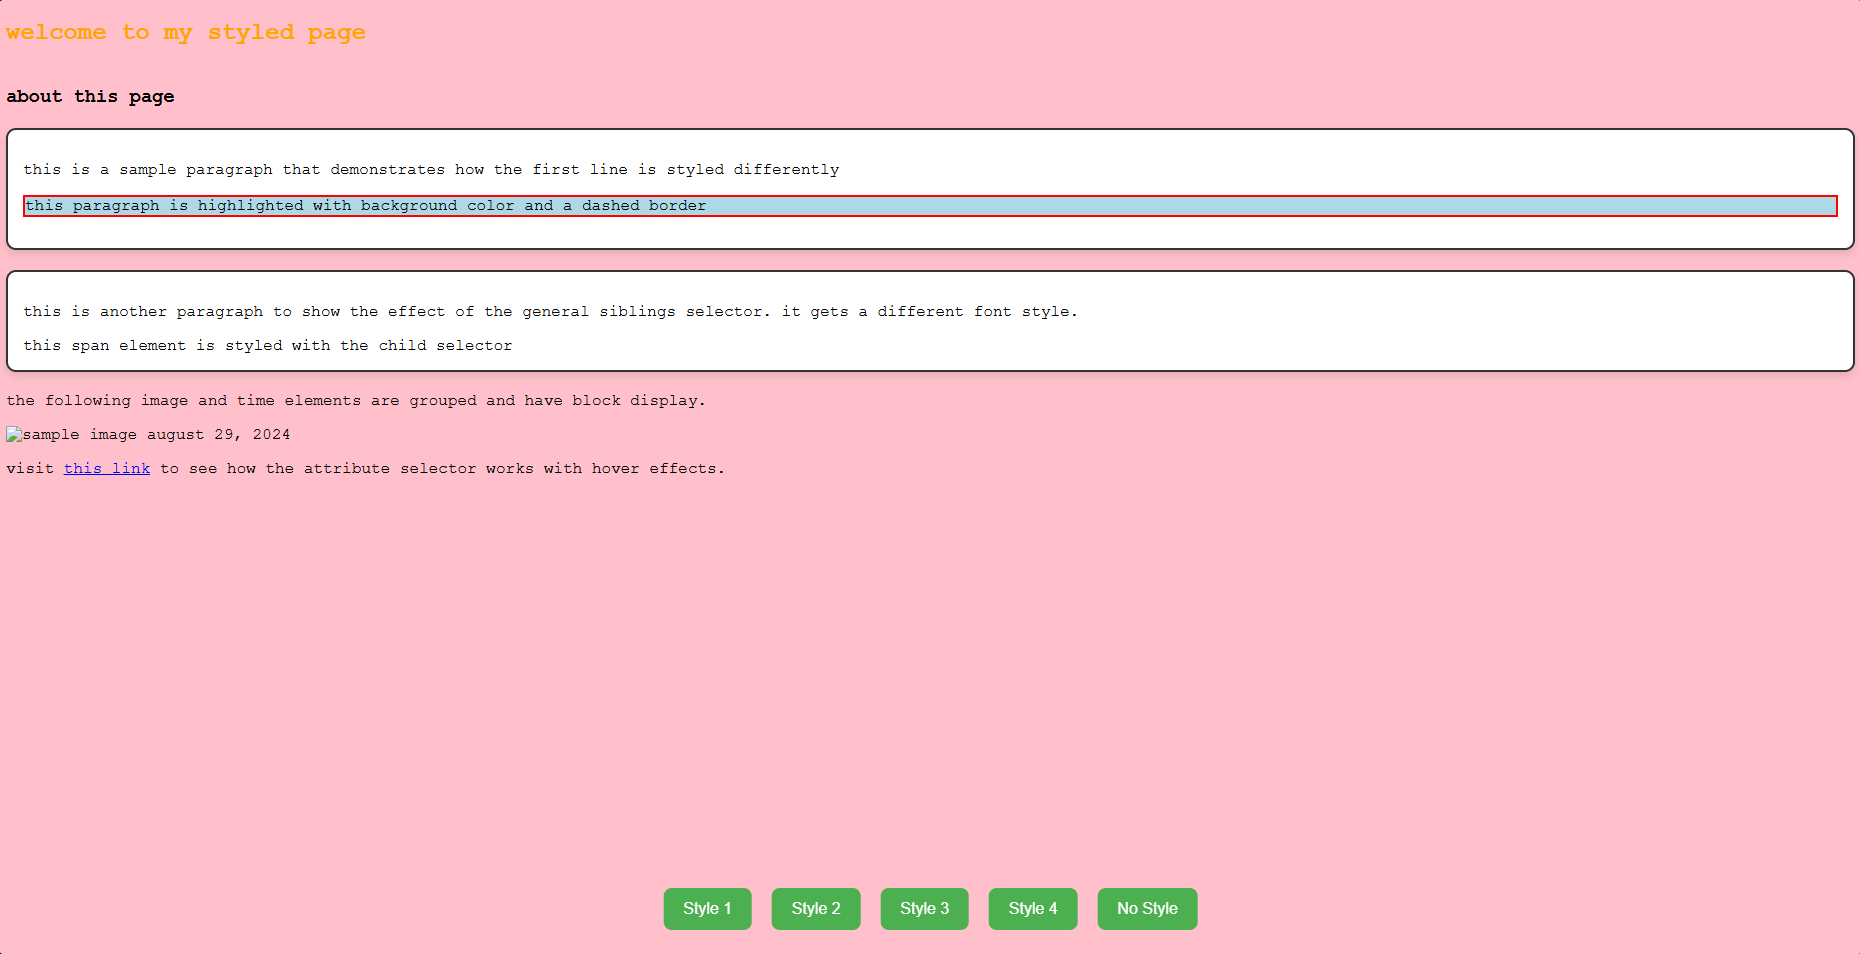 welcome to my styled page
about this page
this is a sample paragraph that demonstrates how the first line is styled differently
this paragraph is highlighted with background color and a dashed border
this is another paragraph to show the effect of the general siblings selector. it gets a different font style.
this span element is styled with the child selector
the following image and time elements are grouped and have block display.
sample image august 29, 2024
visit this link to see how the attribute selector works with hover effects.
Style 1 Style 2 Style 3 Style 4 No Style